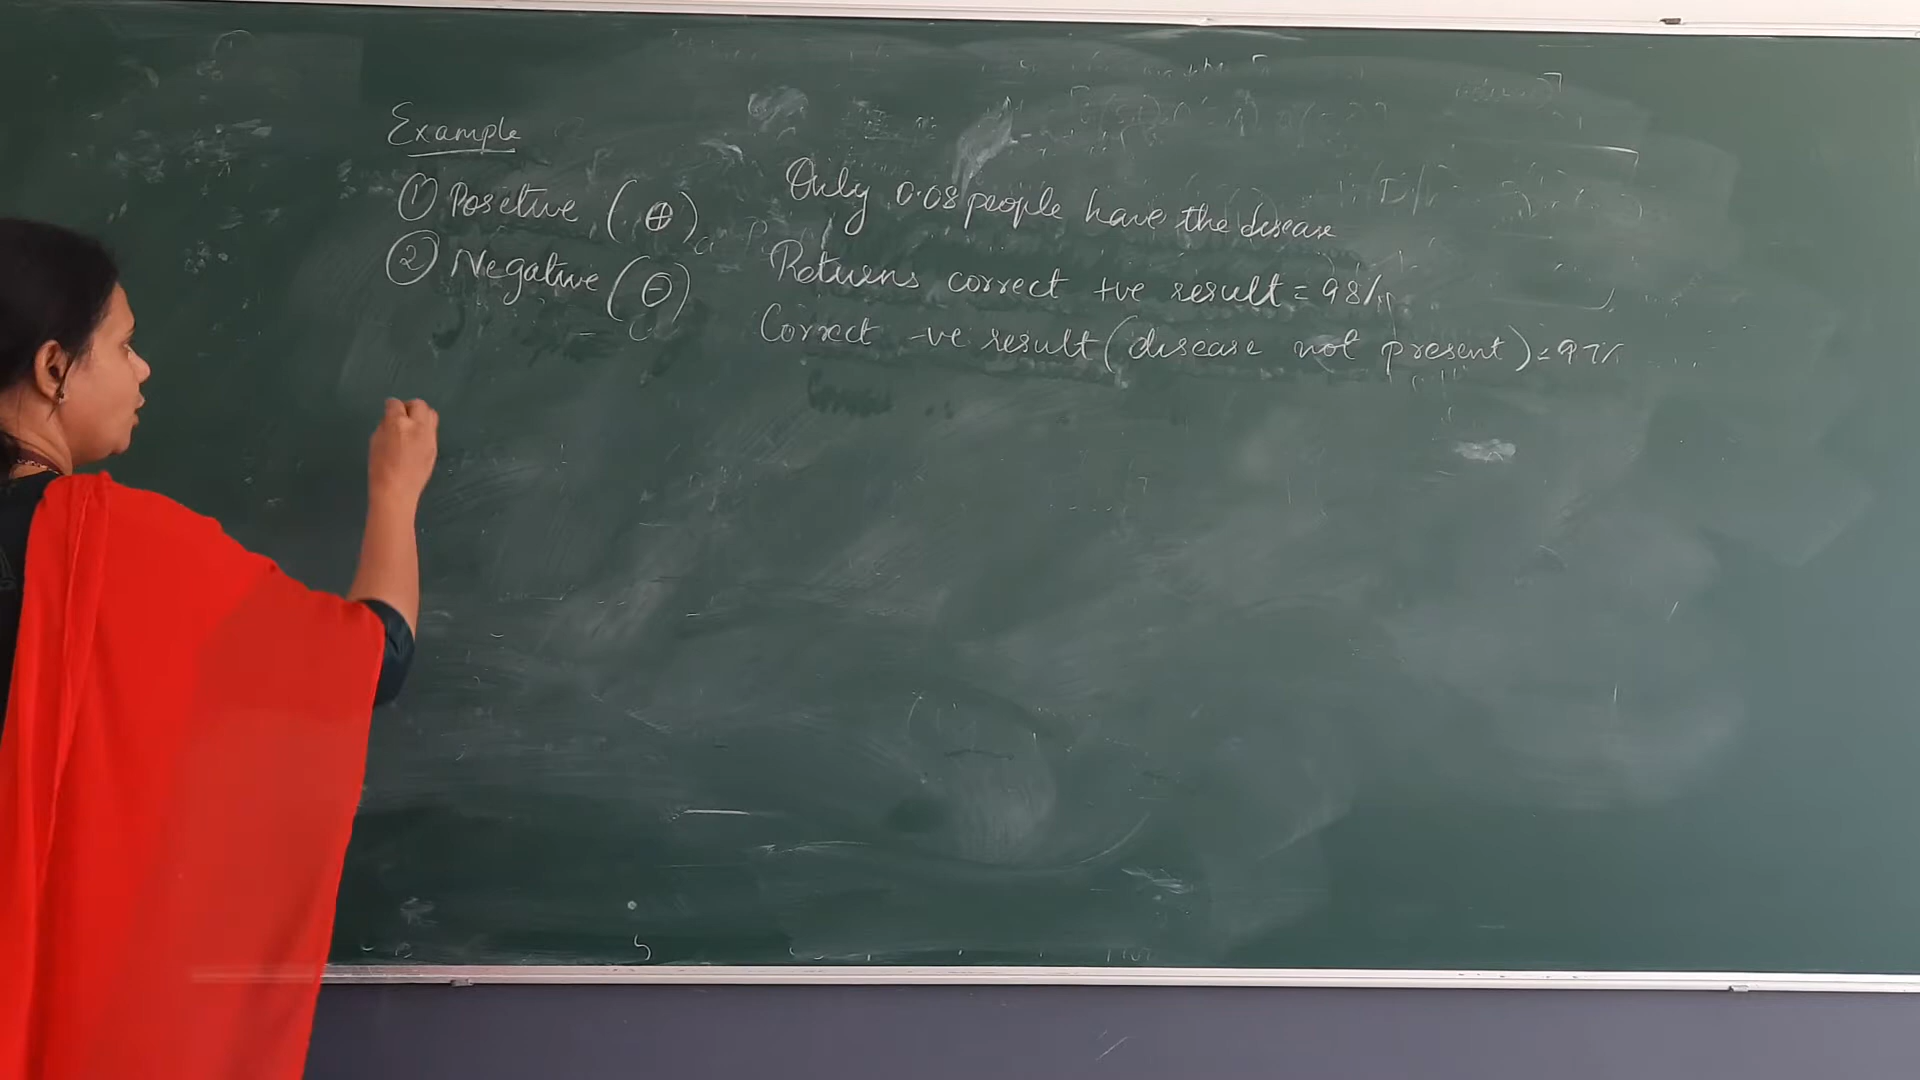 Example
① Posetive (⊕)
② Negative (⊖)
Only 0.08 people have the disease
Returns correct +ve result = 98%
Correct -ve result (disease not present) = 97%